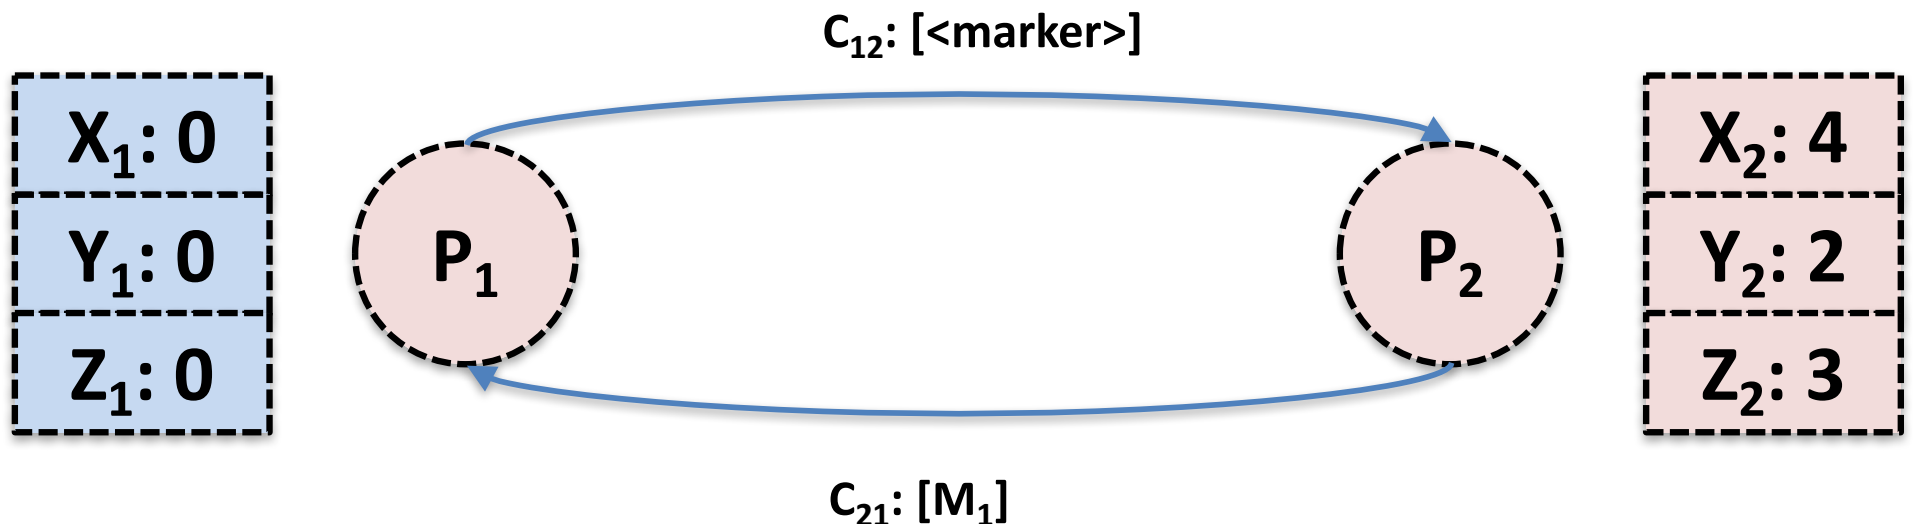 C₁₂: [<marker>]
X₁: 0
Y₁: 0
Z₁: 0
P₁
P₂
X₂: 4
Y₂: 2
Z₂: 3
C₂₁: [M₁]